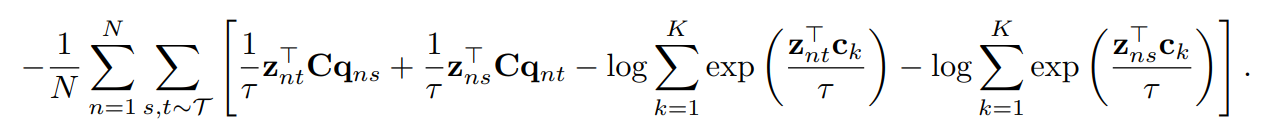 $$-\frac{1}{N}\sum_{n=1}^{N}\sum_{s,t\sim\mathcal{T}}\left[\frac{1}{\tau}\mathbf{z}_{nt}^{\top}\mathbf{C}\mathbf{q}_{ns}+\frac{1}{\tau}\mathbf{z}_{ns}^{\top}\mathbf{C}\mathbf{q}_{nt}-\log\sum_{k=1}^{K}\exp\left(\frac{\mathbf{z}_{nt}^{\top}\mathbf{c}_{k}}{\tau}\right)-\log\sum_{k=1}^{K}\exp\left(\frac{\mathbf{z}_{ns}^{\top}\mathbf{c}_{k}}{\tau}\right)\right].$$